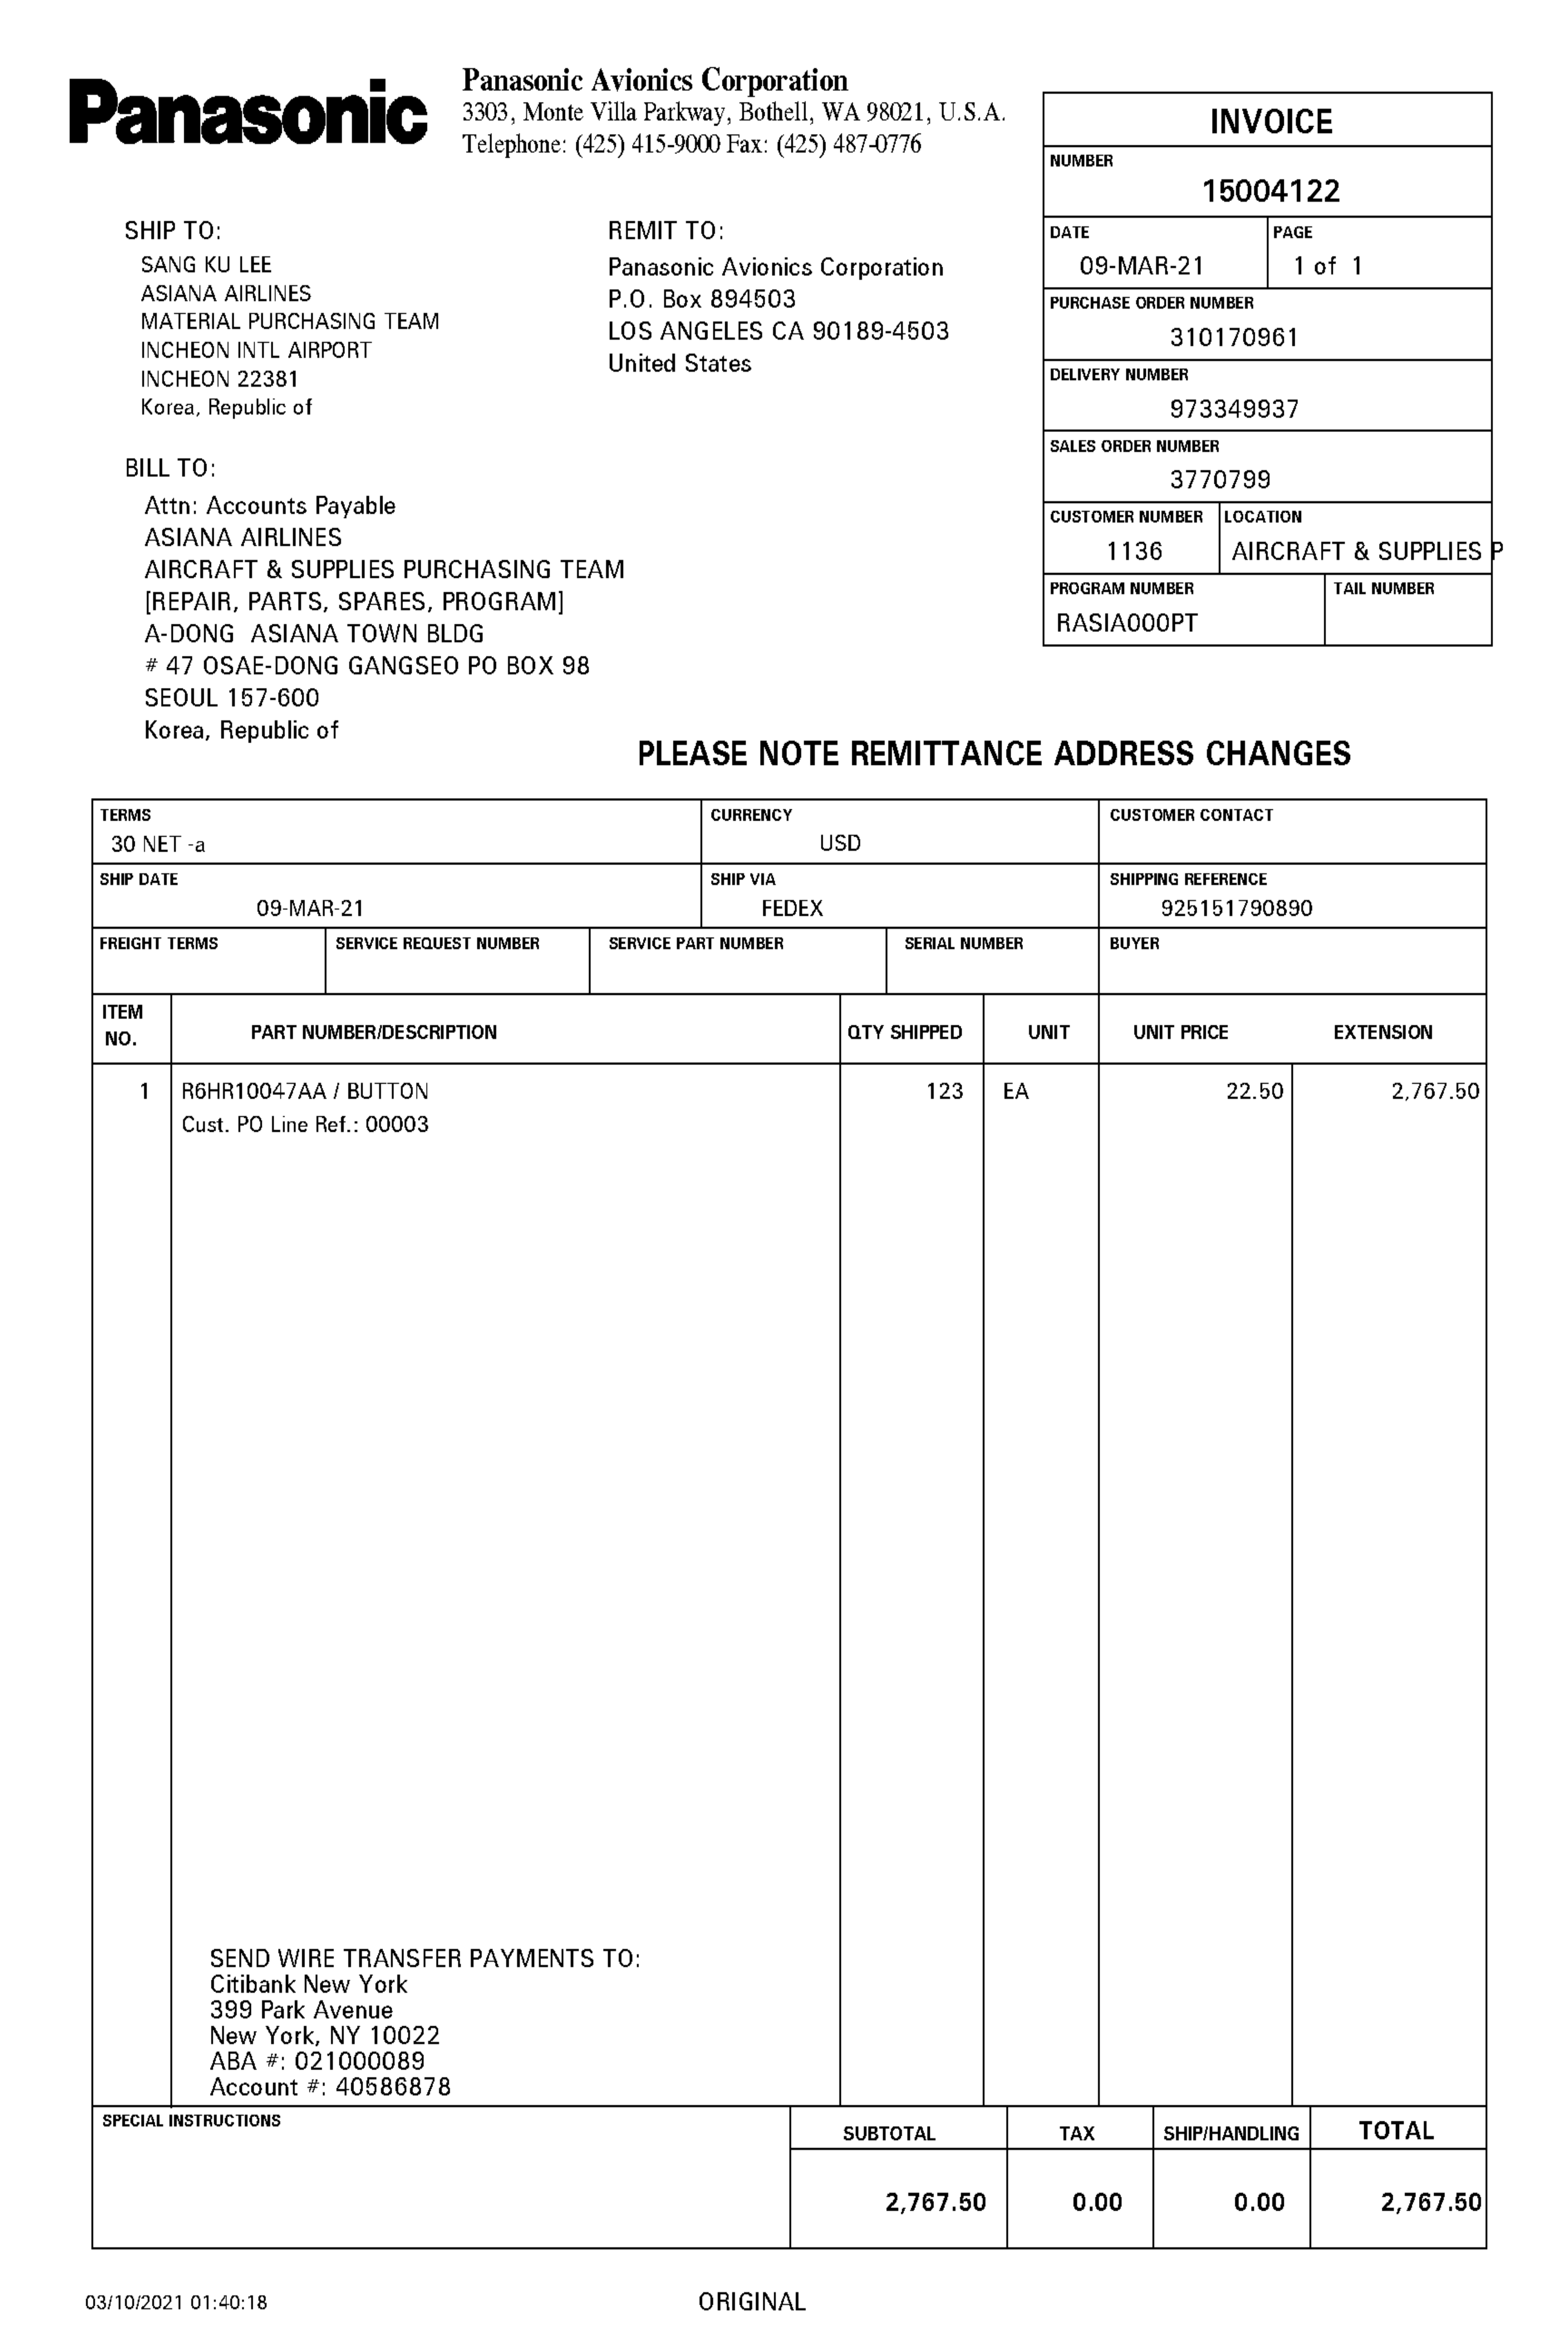 Panasonic
Panasonic Avionics Corporation
3303, Monte Villa Parkway, Bothell, WA 98021, U.S.A.
Telephone: (425) 415-9000 Fax: (425) 487-0776
INVOICE
NUMBER
15004122
DATE PAGE
09-MAR-21 1 of 1
PURCHASE ORDER NUMBER
310170961
DELIVERY NUMBER
973349937
SALES ORDER NUMBER
3770799
CUSTOMER NUMBER LOCATION
1136 AIRCRAFT & SUPPLIES P
PROGRAM NUMBER TAIL NUMBER
RASIA000PT
SHIP TO:
SANG KU LEE
ASIANA AIRLINES
MATERIAL PURCHASING TEAM
INCHEON INTL AIRPORT
INCHEON 22381
Korea, Republic of
REMIT TO:
Panasonic Avionics Corporation
P.O. Box 894503
LOS ANGELES CA 90189-4503
United States
BILL TO:
Attn: Accounts Payable
ASIANA AIRLINES
AIRCRAFT & SUPPLIES PURCHASING TEAM
[REPAIR, PARTS, SPARES, PROGRAM]
A-DONG ASIANA TOWN BLDG
# 47 OSAE-DONG GANGSEO PO BOX 98
SEOUL 157-600
Korea, Republic of
PLEASE NOTE REMITTANCE ADDRESS CHANGES
TERMS CURRENCY CUSTOMER CONTACT
30 NET -a USD
SHIP DATE SHIP VIA SHIPPING REFERENCE
09-MAR-21 FEDEX 925151790890
FREIGHT TERMS SERVICE REQUEST NUMBER SERVICE PART NUMBER SERIAL NUMBER BUYER
ITEM NO. PART NUMBER/DESCRIPTION QTY SHIPPED UNIT UNIT PRICE EXTENSION
1 R6HR10047AA / BUTTON 123 EA 22.50 2,767.50
Cust. PO Line Ref.: 00003
SEND WIRE TRANSFER PAYMENTS TO:
Citibank New York
399 Park Avenue
New York, NY 10022
ABA #: 021000089
Account #: 40586878
SPECIAL INSTRUCTIONS SUBTOTAL TAX SHIP/HANDLING TOTAL
2,767.50 0.00 0.00 2,767.50
03/10/2021 01:40:18 ORIGINAL